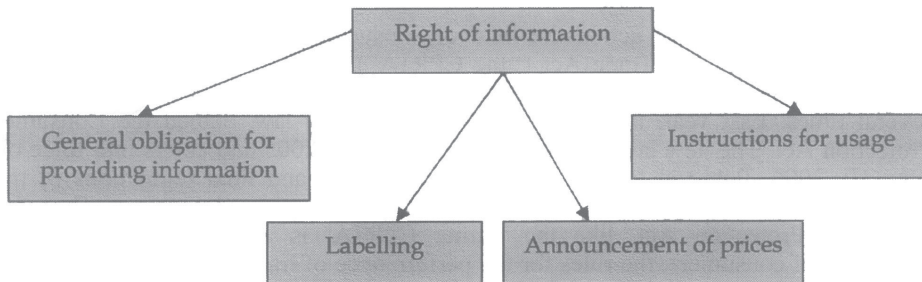 Right of information
General obligation for
providing information
Instructions for usage
Labelling
Announcement of prices